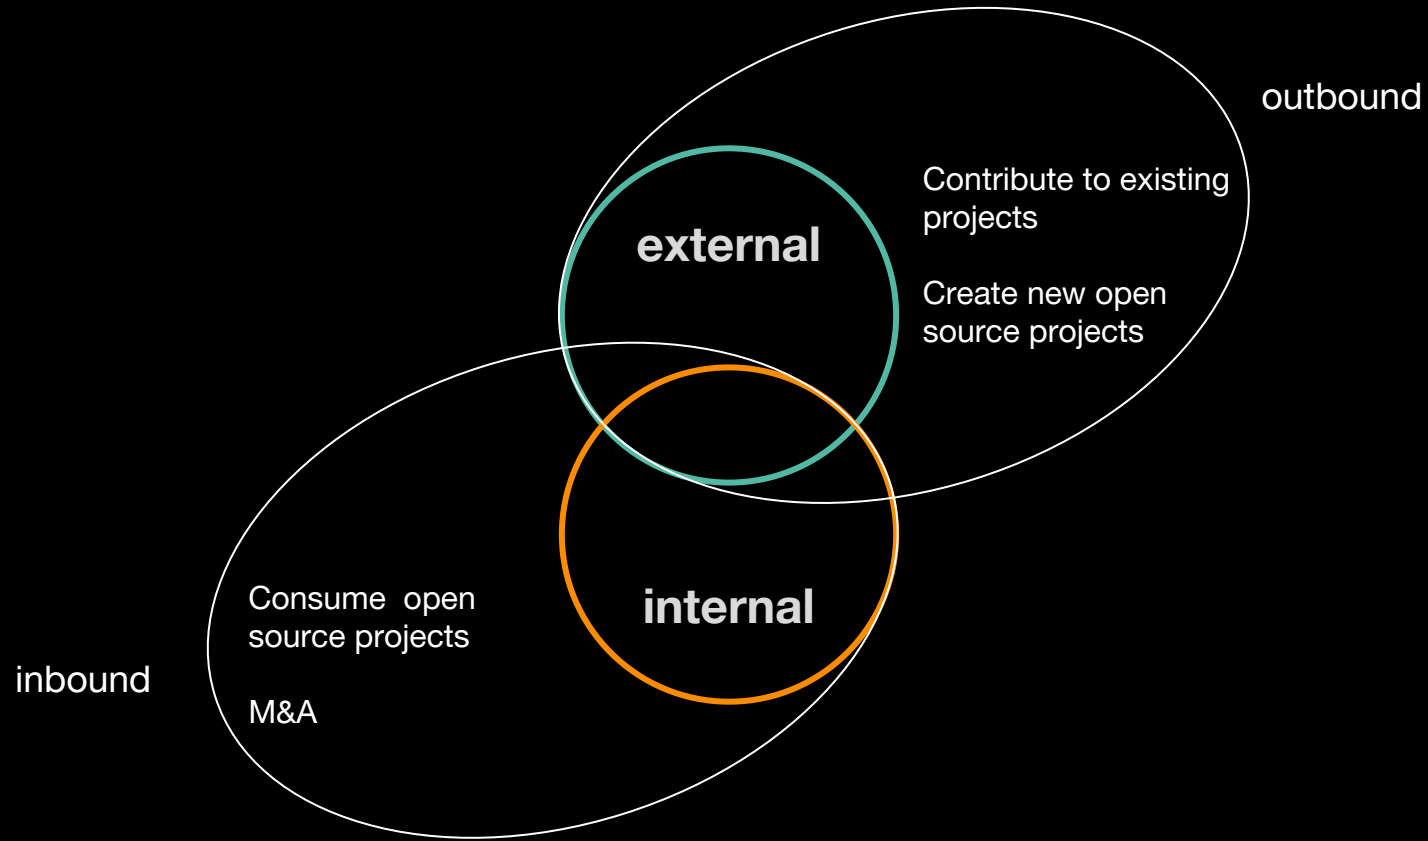 outbound
Contribute to existing
projects
external
Create new open
source projects
Consume  open
source projects
internal
inbound
M&A